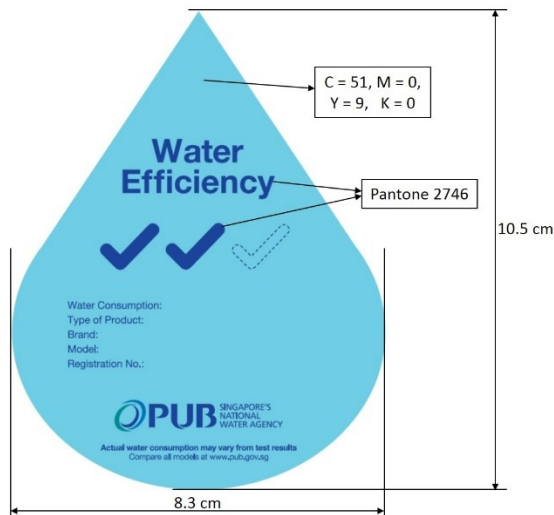 C = 51, M = 0,
Y = 9, K = 0
Water
Efficiency
Pantone 2746
10.5 cm
Water Consumption:
Type of Product:
Brand:
Model:
Registration No.:
PUB SINGAPORE'S
NATIONAL
WATER AGENCY
Actual water consumption may vary from test results
Compare all models at www.pub.gov.sg
8.3 cm